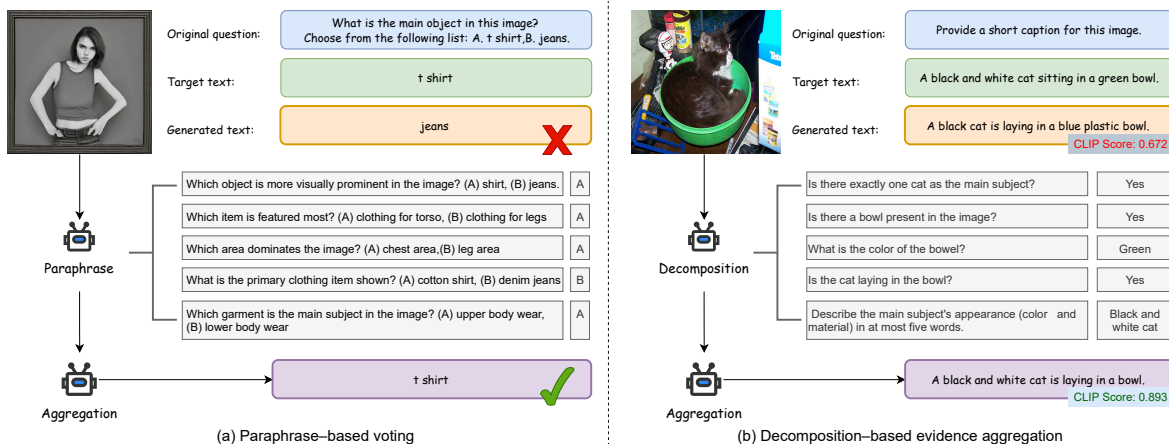 Original question:
What is the main object in this image?
Choose from the following list: A. t shirt,B. jeans.
Target text:
t shirt
Generated text:
jeans
Paraphrase
Which object is more visually prominent in the image? (A) shirt, (B) jeans.
A
Which item is featured most? (A) clothing for torso, (B) clothing for legs
A
Which area dominates the image? (A) chest area,(B) leg area
A
What is the primary clothing item shown? (A) cotton shirt, (B) denim jeans
B
Which garment is the main subject in the image? (A) upper body wear,
(B) lower body wear
A
Aggregation
t shirt
(a) Paraphrase–based voting
Original question:
Provide a short caption for this image.
Target text:
A black and white cat sitting in a green bowl.
Generated text:
A black cat is laying in a blue plastic bowl.
CLIP Score: 0.672
Decomposition
Is there exactly one cat as the main subject?
Yes
Is there a bowl present in the image?
Yes
What is the color of the bowel?
Green
Is the cat laying in the bowl?
Yes
Describe the main subject's appearance (color and
material) in at most five words.
Black and
white cat
Aggregation
A black and white cat is laying in a bowl.
CLIP Score: 0.893
(b) Decomposition–based evidence aggregation